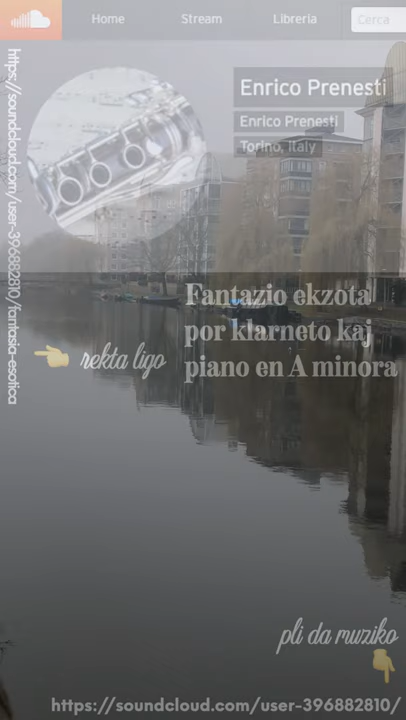 Home Stream Libreria Cerca
Enrico Prenesti
Enrico Prenesti
Torino, Italy
https://soundcloud.com/user-396882810/fantasia-esotica
Fantazio ekzota
por klarneto kaj
piano en A minora
👈 rekta ligo
pli da muziko
👇
https://soundcloud.com/user-396882810/